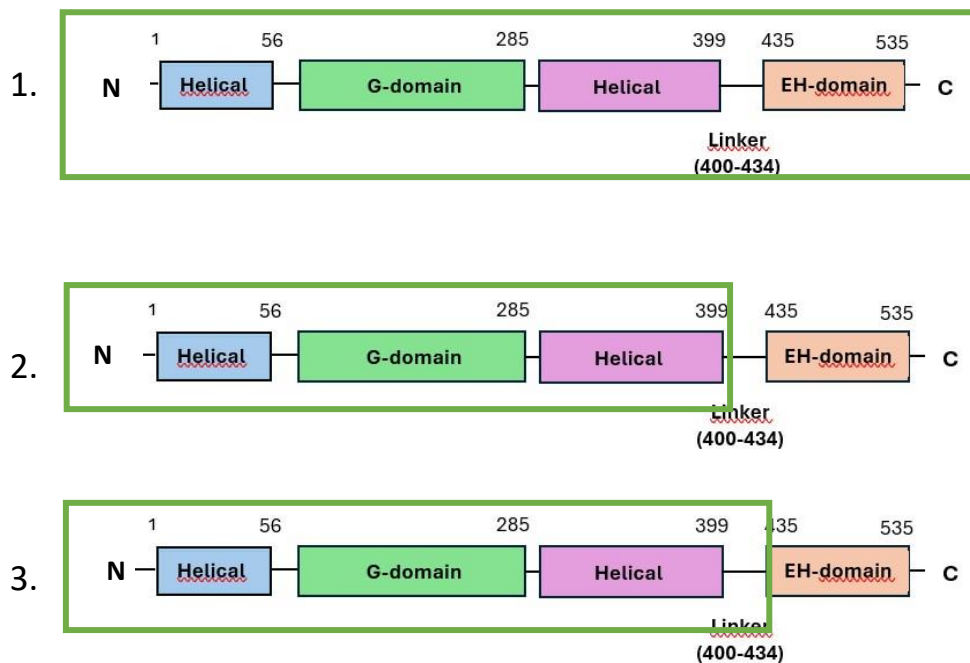 1 56 285 399 435 535
1. N Helical G-domain Helical EH-domain C
Linker
(400-434)
1 56 285 399 435 535
2. N Helical G-domain Helical EH-domain C
Linker
(400-434)
1 56 285 399 435 535
3. N Helical G-domain Helical EH-domain C
Linker
(400-434)